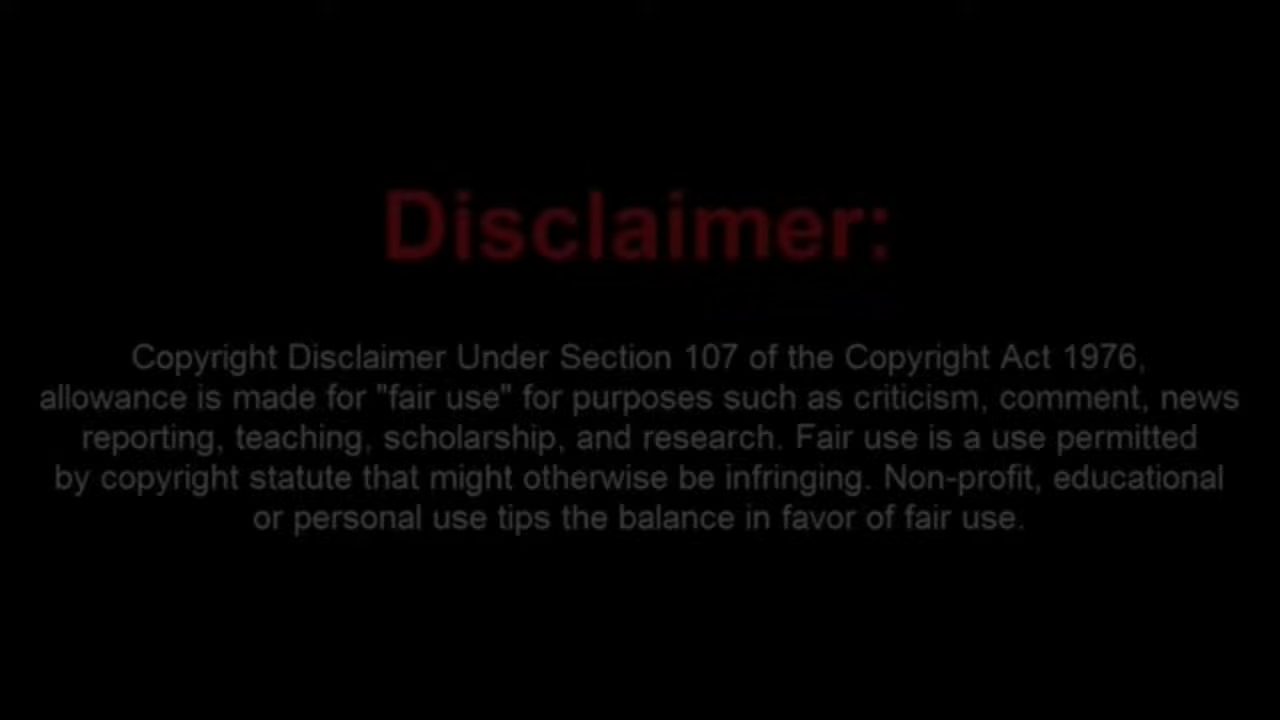 Disclaimer:
Copyright Disclaimer Under Section 107 of the Copyright Act 1976,
allowance is made for "fair use" for purposes such as criticism, comment, news
reporting, teaching, scholarship, and research. Fair use is a use permitted
by copyright statute that might otherwise be infringing. Non-profit, educational
or personal use tips the balance in favor of fair use.